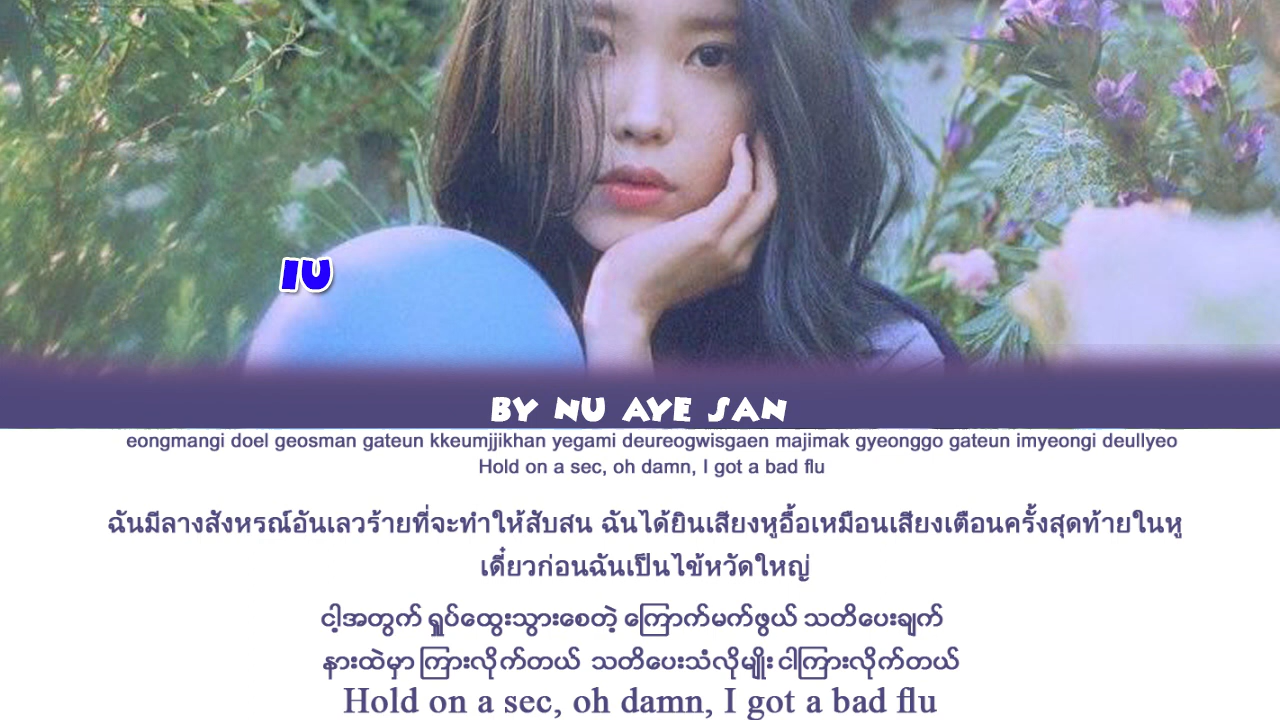 IU
BY NU AYE SAN
eongmangi doel geosman gateun kkeumjjikhan yegami deureogwisgaen majimak gyeonggo gateun imyeongi deullyeo
Hold on a sec, oh damn, I got a bad flu
ฉันมีลางสังหรณ์อันเลวร้ายที่จะทำให้สับสน ฉันได้ยินเสียงหูอื้อเหมือนเสียงเตือนครั้งสุดท้ายในหู
เดี๋ยวก่อนฉันเป็นไข้หวัดใหญ่
ငါ့အတွက် ရှုပ်ထွေးသွားစေတဲ့ ကြောက်မက်ဖွယ် သတိပေးချက်
နားထဲမှာ ကြားလိုက်တယ် သတိပေးသံလိုမျိုး ငါကြားလိုက်တယ်
Hold on a sec, oh damn, I got a bad flu